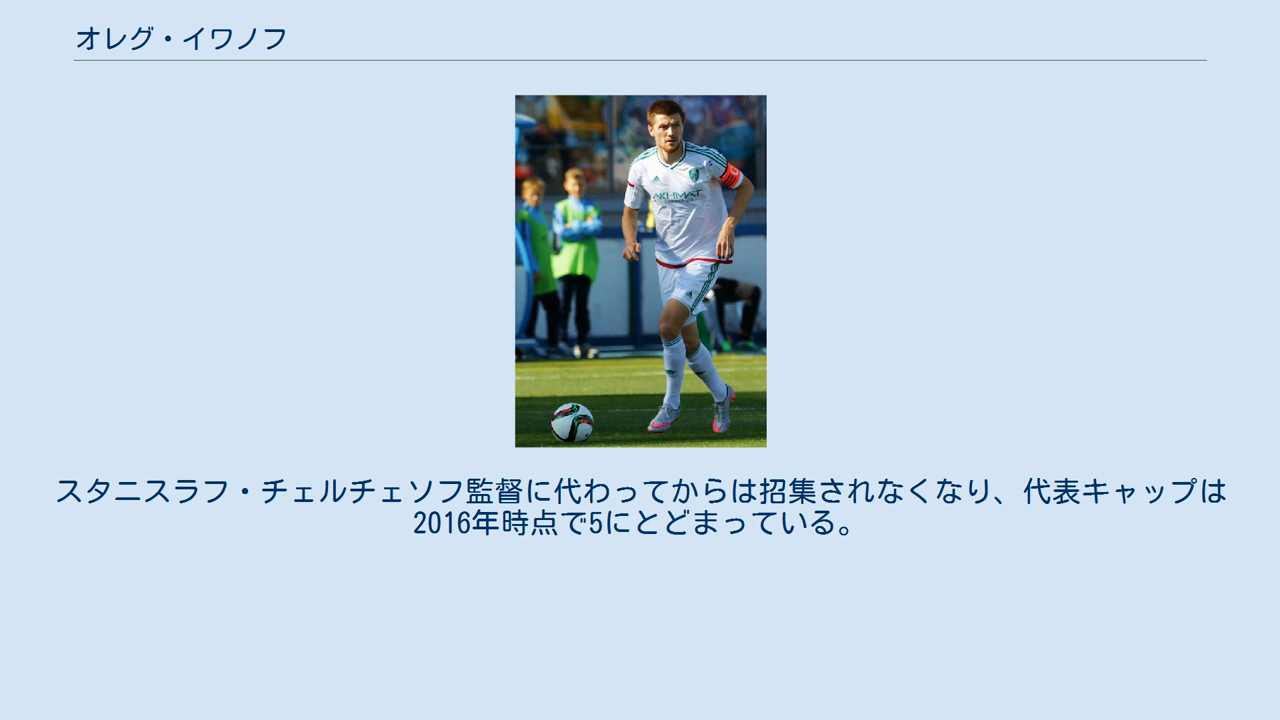 オレグ・イワノフ
AKHMAT
スタニスラフ・チェルチェソフ監督に代わってからは招集されなくなり、代表キャップは
2016年時点で5にとどまっている。